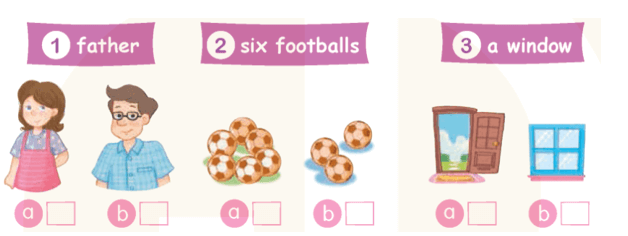 1 father
2 six footballs
3 a window
a b
a b
a b